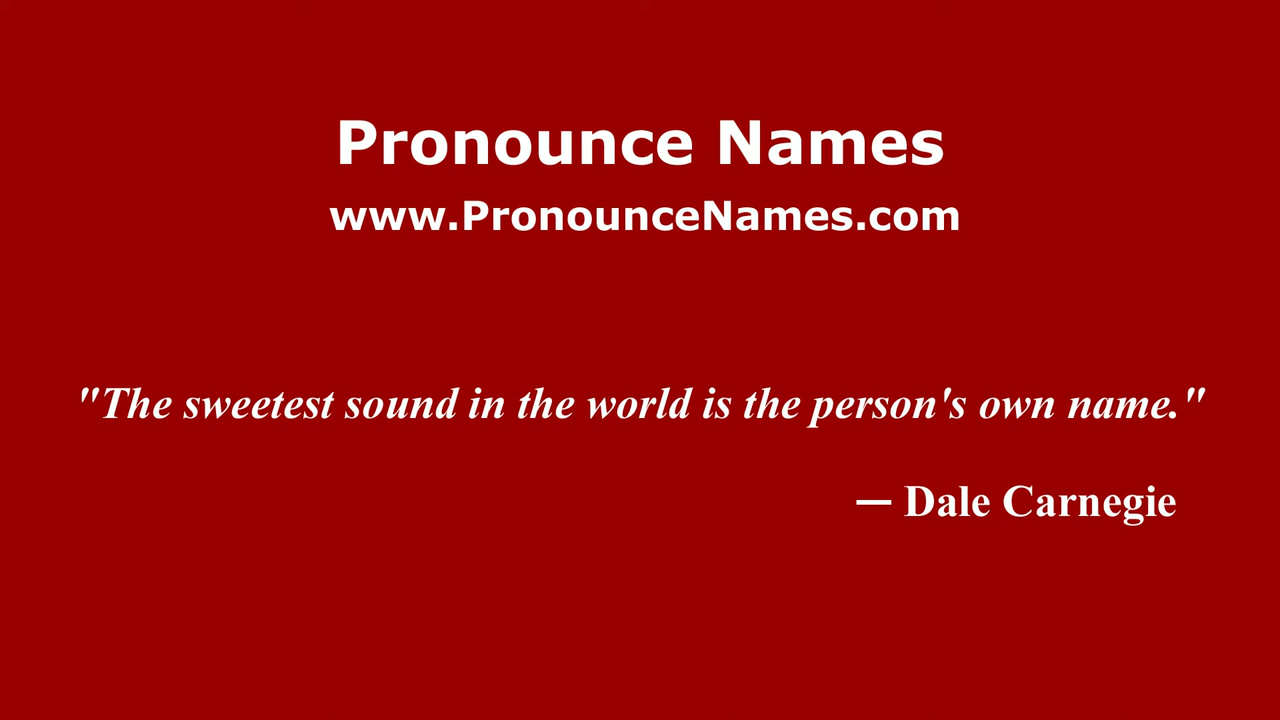 Pronounce Names
www.PronounceNames.com
"The sweetest sound in the world is the person's own name."
— Dale Carnegie